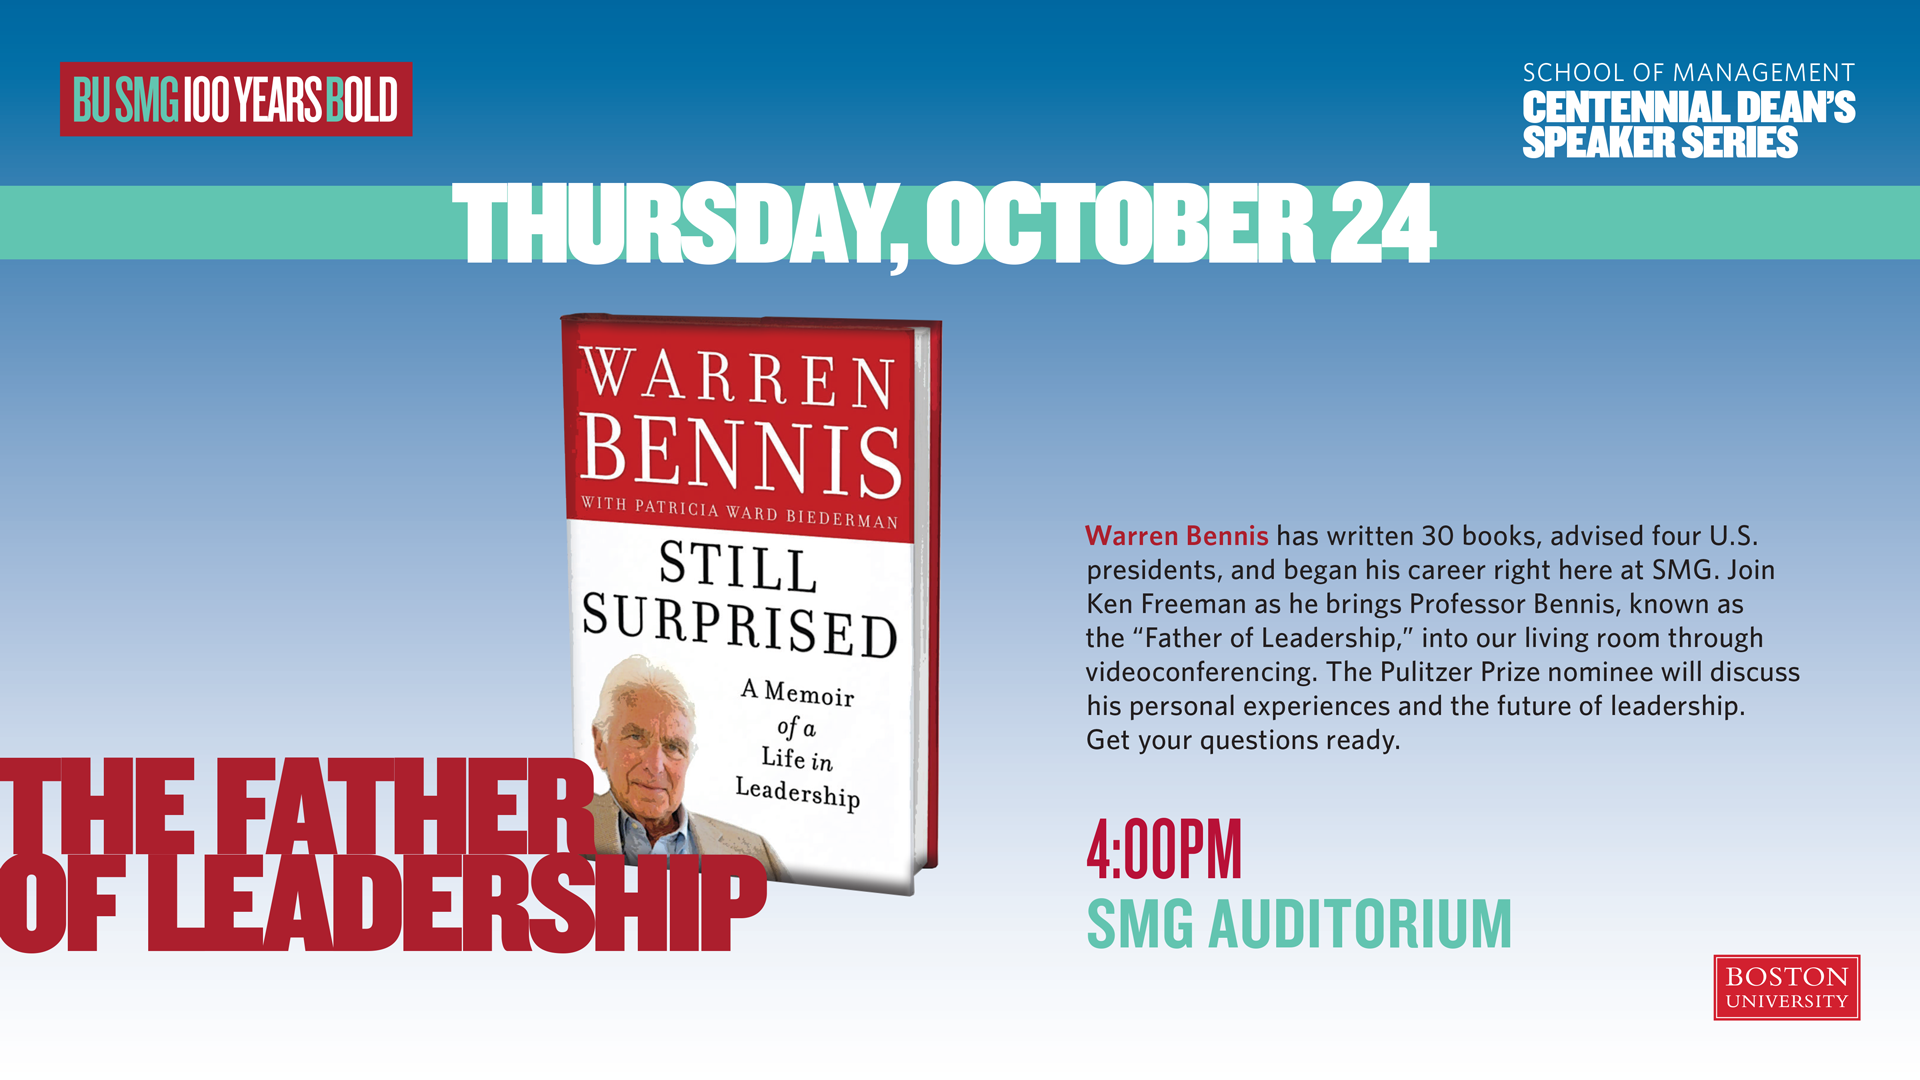 BU SMG 100 YEARS BOLD
SCHOOL OF MANAGEMENT
CENTENNIAL DEAN'S
SPEAKER SERIES
THURSDAY, OCTOBER 24
WARREN
BENNIS
WITH PATRICIA WARD BIEDERMAN
STILL
SURPRISED
A Memoir
of a
Life in
Leadership
THE FATHER
OF LEADERSHIP
Warren Bennis has written 30 books, advised four U.S.
presidents, and began his career right here at SMG. Join
Ken Freeman as he brings Professor Bennis, known as
the “Father of Leadership,” into our living room through
videoconferencing. The Pulitzer Prize nominee will discuss
his personal experiences and the future of leadership.
Get your questions ready.
4:00PM
SMG AUDITORIUM
BOSTON
UNIVERSITY